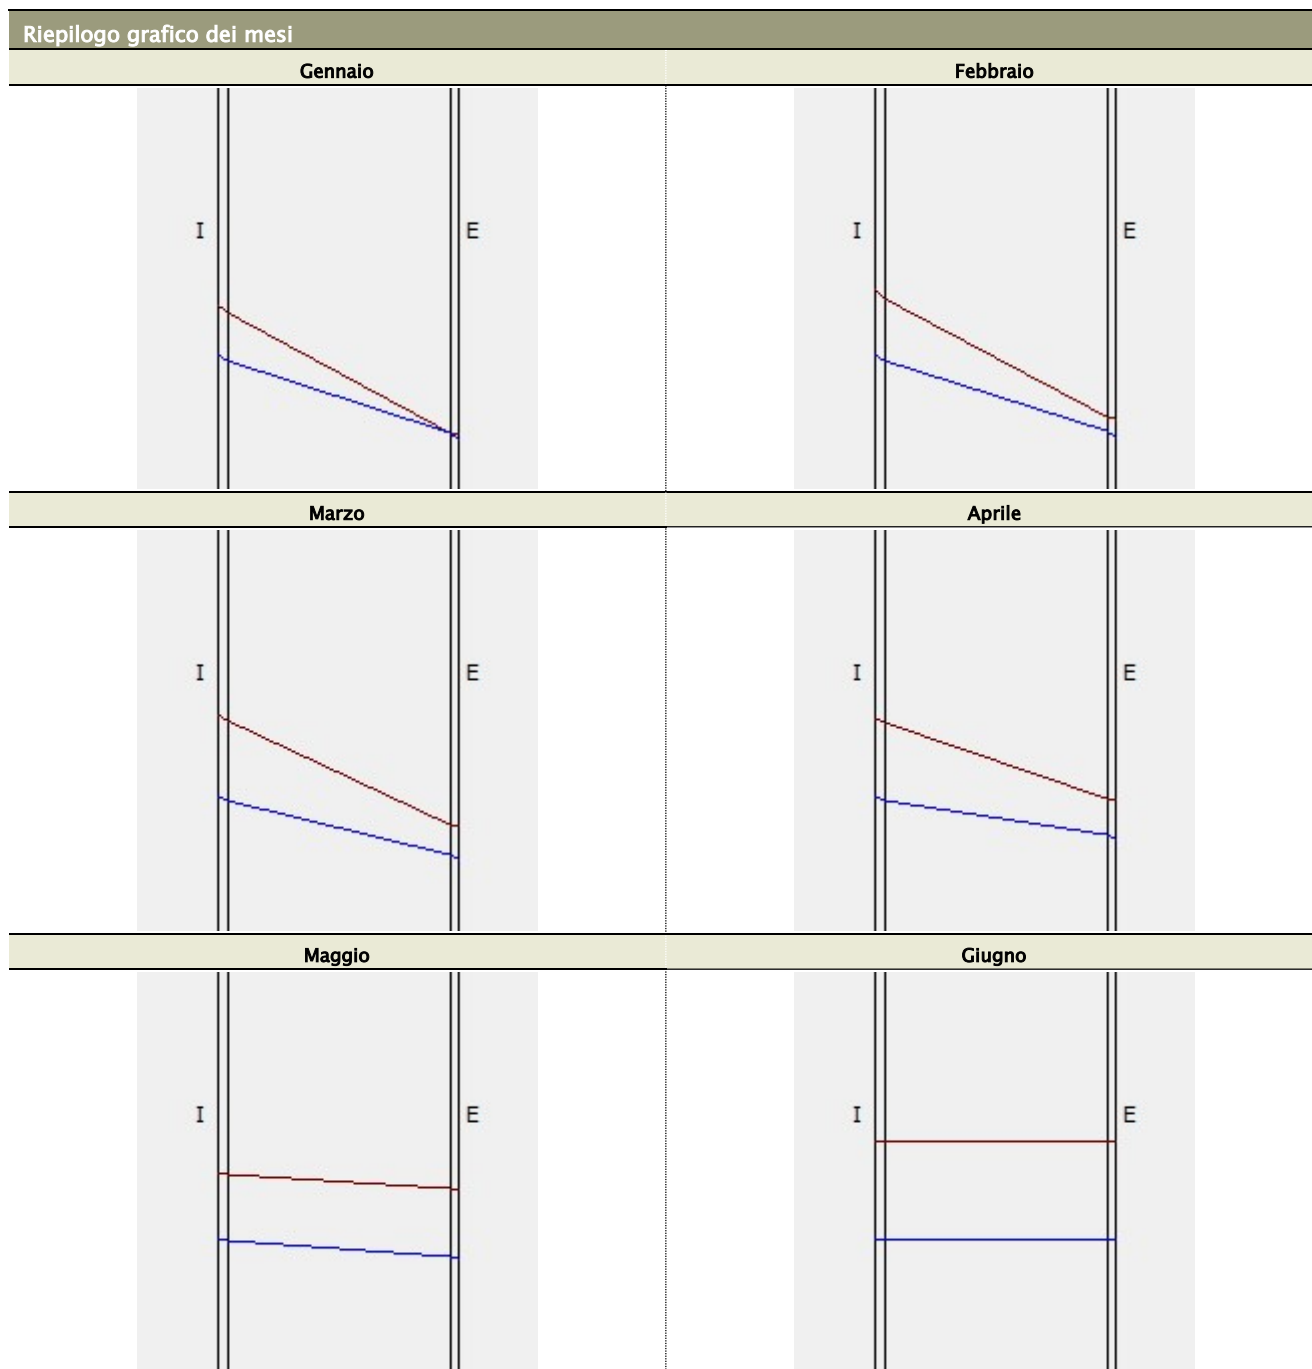 Riepilogo grafico dei mesi
Gennaio Febbraio
I E I E
Marzo Aprile
I E I E
Maggio Giugno
I E I E